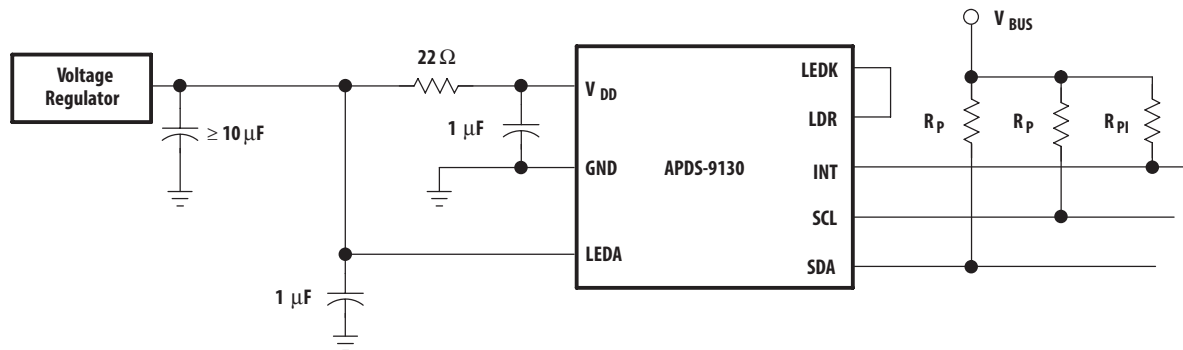 Voltage
Regulator
≥ 10 μF
22 Ω
1 μF
1 μF
V DD
GND
LEDA
APDS-9130
LEDK
LDR
INT
SCL
SDA
V BUS
R P
R P
R PI